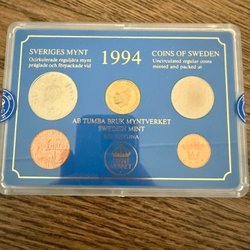 SVERIGES MYNT
Ocirkulerade reguljära mynt
präglade och förpackade vid
1994
COINS OF SWEDEN
Uncirculated regular coins
minted and packed at
AB TUMBA BRUK MYNTVERKET
SWEDEN MINT